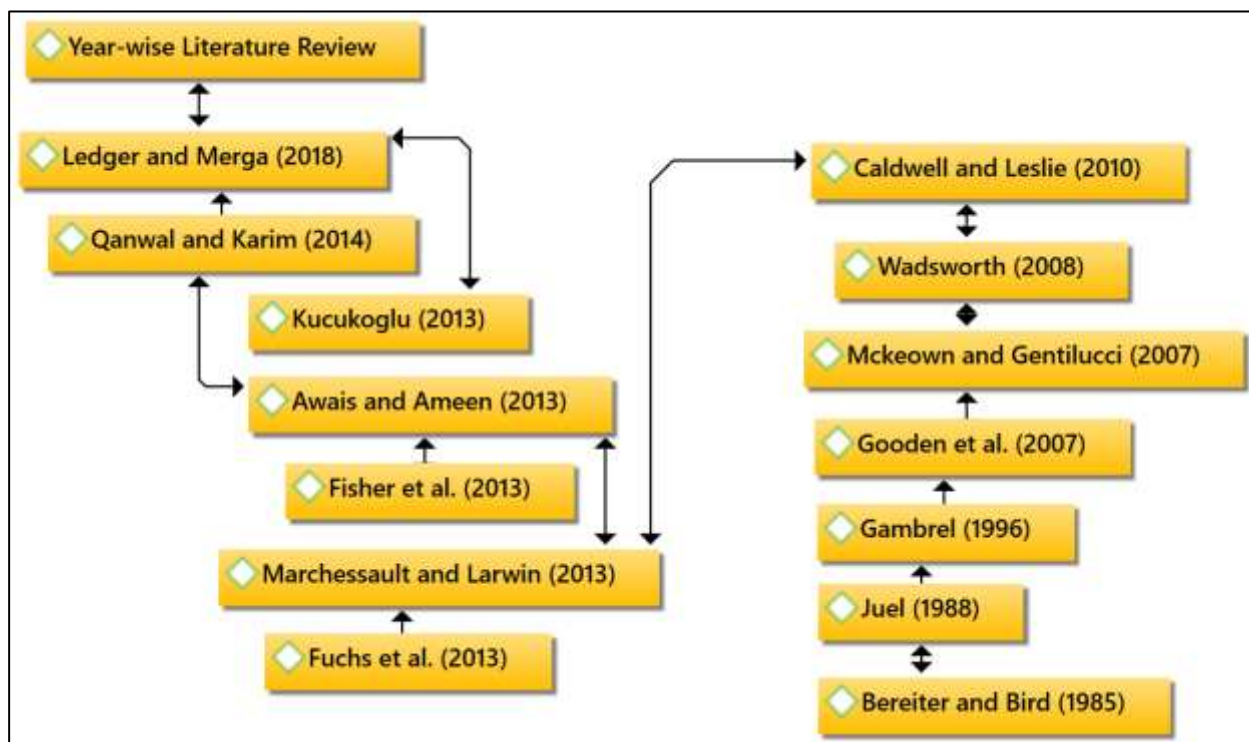 Year-wise Literature Review
Ledger and Merga (2018)
Qanwal and Karim (2014)
Kucukoglu (2013)
Awais and Ameen (2013)
Fisher et al. (2013)
Marchessault and Larwin (2013)
Fuchs et al. (2013)
Caldwell and Leslie (2010)
Wadsworth (2008)
Mckeown and Gentilucci (2007)
Gooden et al. (2007)
Gambrel (1996)
Juel (1988)
Bereiter and Bird (1985)